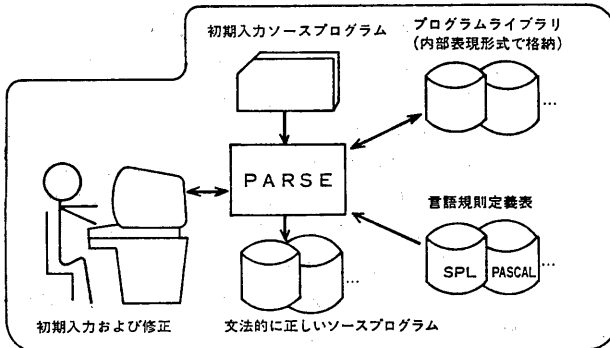 初期入力ソースプログラム
プログラムライブラリ
(内部表現形式で格納)
...
PARSE
言語規則定義表
SPL PASCAL
...
...
初期入力および修正
文法的に正しいソースプログラム